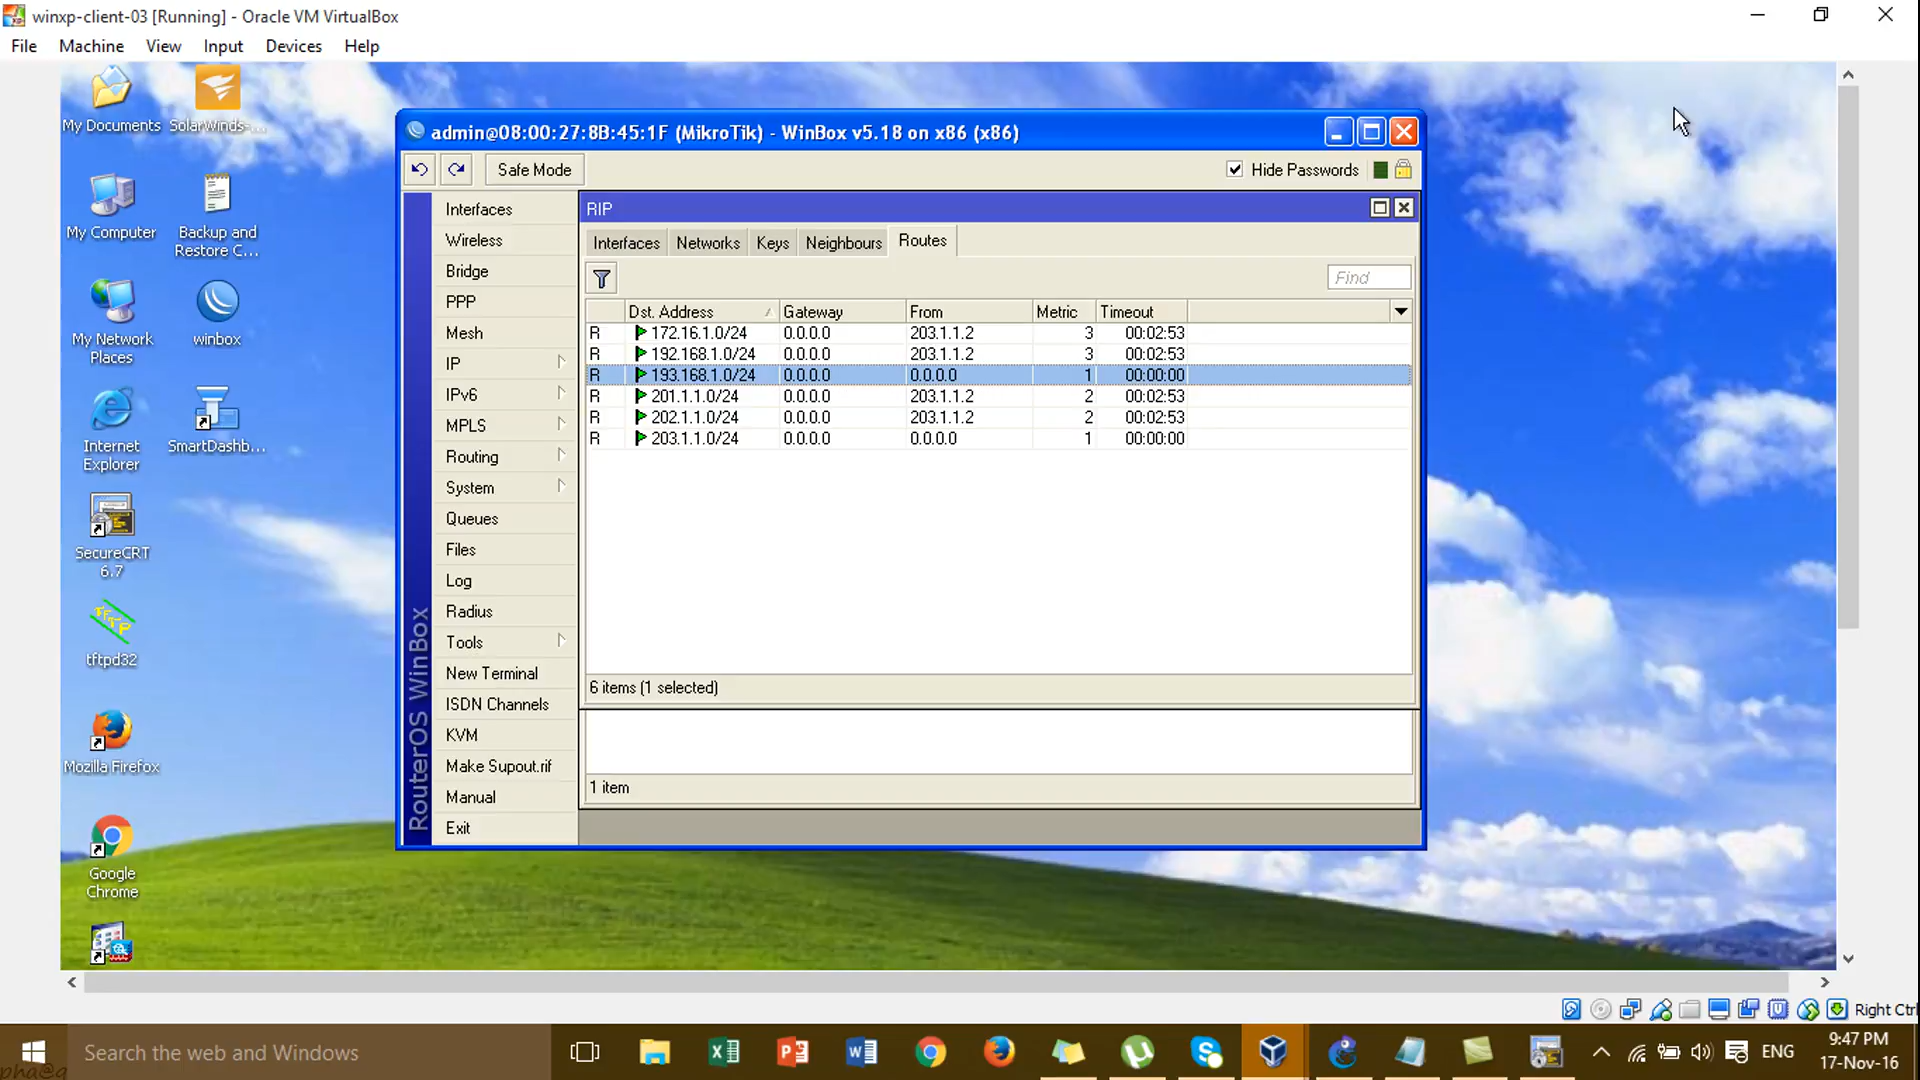 winxp-client-03 [Running] - Oracle VM VirtualBox
File Machine View Input Devices Help
My Documents
SolarWinds-...
My Computer
Backup and
Restore C...
My Network
Places
winbox
Internet
Explorer
SmartDashb...
SecureCRT
6.7
tftpd32
Mozilla Firefox
Google
Chrome
admin@08:00:27:8B:45:1F (MikroTik) - WinBox v5.18 on x86 (x86)
Safe Mode
Hide Passwords
RouterOS WinBox
Interfaces
Wireless
Bridge
PPP
Mesh
IP
IPv6
MPLS
Routing
System
Queues
Files
Log
Radius
Tools
New Terminal
ISDN Channels
KVM
Make Supout.rif
Manual
Exit
RIP
Interfaces Networks Keys Neighbours Routes
Find
Dst. Address Gateway From Metric Timeout
R 172.16.1.0/24 0.0.0.0 203.1.1.2 3 00:02:53
R 192.168.1.0/24 0.0.0.0 203.1.1.2 3 00:02:53
R 193.168.1.0/24 0.0.0.0 0.0.0.0 1 00:00:00
R 201.1.1.0/24 0.0.0.0 203.1.1.2 2 00:02:53
R 202.1.1.0/24 0.0.0.0 203.1.1.2 2 00:02:53
R 203.1.1.0/24 0.0.0.0 0.0.0.0 1 00:00:00
6 items (1 selected)
1 item
Right Ctrl
Search the web and Windows
ENG
9:47 PM
17-Nov-16